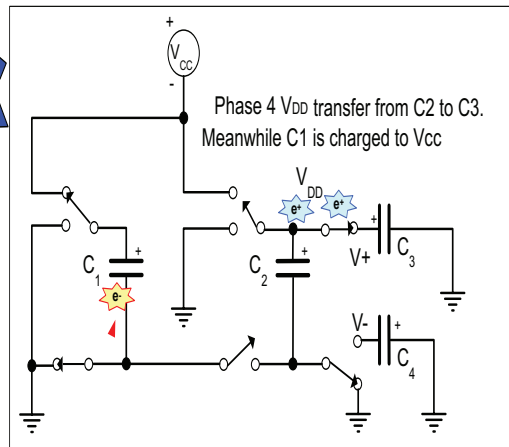 +
VCC
-
Phase 4 VDD transfer from C2 to C3.
Meanwhile C1 is charged to Vcc
VDD
e+
e+
+
C1
+
C2
V+
+
C3
e-
V-
+
C4